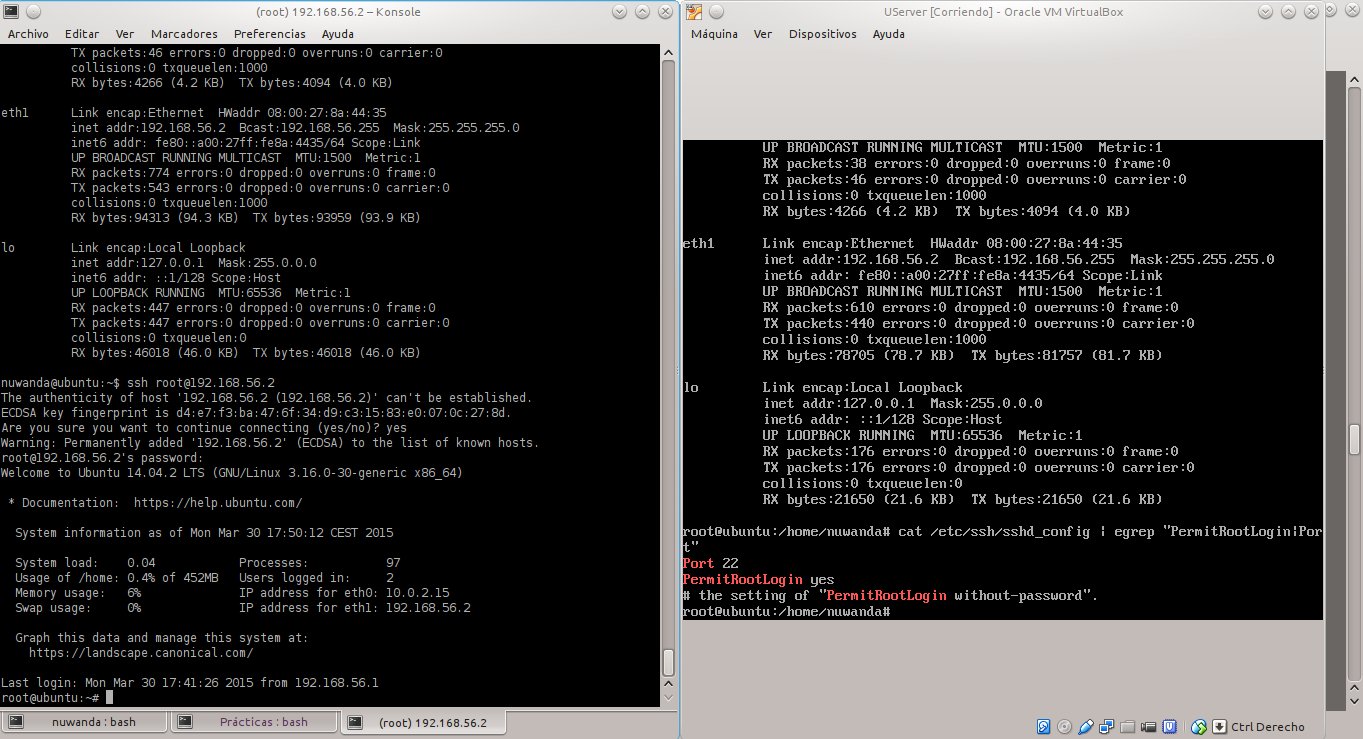 (root) 192.168.56.2 – Konsole
Archivo Editar Ver Marcadores Preferencias Ayuda
TX packets:46 errors:0 dropped:0 overruns:0 carrier:0
collisions:0 txqueuelen:1000
RX bytes:4266 (4.2 KB)  TX bytes:4094 (4.0 KB)
eth1      Link encap:Ethernet  HWaddr 08:00:27:8a:44:35
inet addr:192.168.56.2  Bcast:192.168.56.255  Mask:255.255.255.0
inet6 addr: fe80::a00:27ff:fe8a:4435/64 Scope:Link
UP BROADCAST RUNNING MULTICAST  MTU:1500  Metric:1
RX packets:774 errors:0 dropped:0 overruns:0 frame:0
TX packets:543 errors:0 dropped:0 overruns:0 carrier:0
collisions:0 txqueuelen:1000
RX bytes:94313 (94.3 KB)  TX bytes:93959 (93.9 KB)
lo        Link encap:Local Loopback
inet addr:127.0.0.1  Mask:255.0.0.0
inet6 addr: ::1/128 Scope:Host
UP LOOPBACK RUNNING  MTU:65536  Metric:1
RX packets:447 errors:0 dropped:0 overruns:0 frame:0
TX packets:447 errors:0 dropped:0 overruns:0 carrier:0
collisions:0 txqueuelen:0
RX bytes:46018 (46.0 KB)  TX bytes:46018 (46.0 KB)
nuwanda@ubuntu:~$ ssh root@192.168.56.2
The authenticity of host '192.168.56.2 (192.168.56.2)' can't be established.
ECDSA key fingerprint is d4:e7:f3:ba:47:6f:34:d9:c3:15:83:e0:07:0c:27:8d.
Are you sure you want to continue connecting (yes/no)? yes
Warning: Permanently added '192.168.56.2' (ECDSA) to the list of known hosts.
root@192.168.56.2's password:
Welcome to Ubuntu 14.04.2 LTS (GNU/Linux 3.16.0-30-generic x86_64)
* Documentation:  https://help.ubuntu.com/
System information as of Mon Mar 30 17:50:12 CEST 2015
System load:    0.04           Processes:           97
Usage of /home: 0.4% of 452MB   Users logged in:     2
Memory usage:   6%             IP address for eth0: 10.0.2.15
Swap usage:     0%             IP address for eth1: 192.168.56.2
Graph this data and manage this system at:
https://landscape.canonical.com/
Last login: Mon Mar 30 17:41:26 2015 from 192.168.56.1
root@ubuntu:~#
nuwanda : bash
Prácticas : bash
(root) 192.168.56.2
UServer [Corriendo] - Oracle VM VirtualBox
Máquina Ver Dispositivos Ayuda
UP BROADCAST RUNNING MULTICAST  MTU:1500  Metric:1
RX packets:38 errors:0 dropped:0 overruns:0 frame:0
TX packets:46 errors:0 dropped:0 overruns:0 carrier:0
collisions:0 txqueuelen:1000
RX bytes:4266 (4.2 KB)  TX bytes:4094 (4.0 KB)
eth1      Link encap:Ethernet  HWaddr 08:00:27:8a:44:35
inet addr:192.168.56.2  Bcast:192.168.56.255  Mask:255.255.255.0
inet6 addr: fe80::a00:27ff:fe8a:4435/64 Scope:Link
UP BROADCAST RUNNING MULTICAST  MTU:1500  Metric:1
RX packets:610 errors:0 dropped:0 overruns:0 frame:0
TX packets:440 errors:0 dropped:0 overruns:0 carrier:0
collisions:0 txqueuelen:1000
RX bytes:78705 (78.7 KB)  TX bytes:81757 (81.7 KB)
lo        Link encap:Local Loopback
inet addr:127.0.0.1  Mask:255.0.0.0
inet6 addr: ::1/128 Scope:Host
UP LOOPBACK RUNNING  MTU:65536  Metric:1
RX packets:176 errors:0 dropped:0 overruns:0 frame:0
TX packets:176 errors:0 dropped:0 overruns:0 carrier:0
collisions:0 txqueuelen:0
RX bytes:21650 (21.6 KB)  TX bytes:21650 (21.6 KB)
root@ubuntu:/home/nuwanda# cat /etc/ssh/sshd_config | egrep "PermitRootLogin|Por
t"
Port 22
PermitRootLogin yes
# the setting of "PermitRootLogin without-password".
root@ubuntu:/home/nuwanda#
Ctrl Derecho